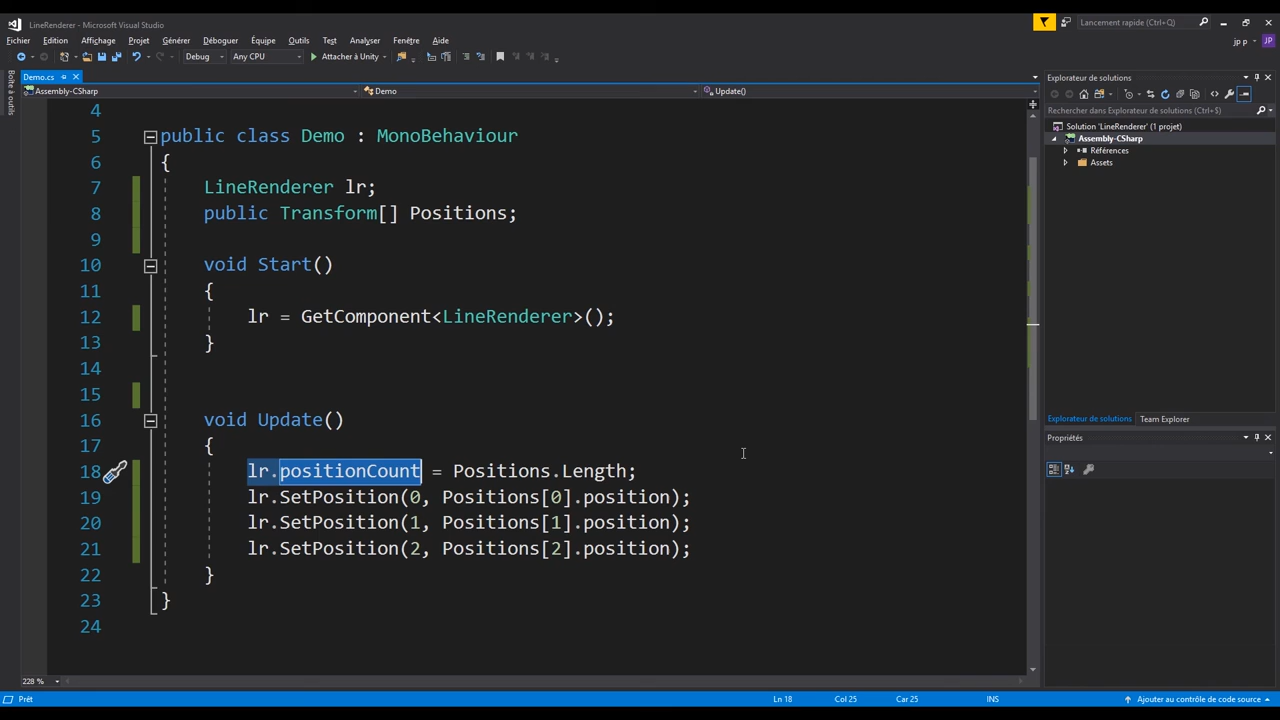 LineRenderer - Microsoft Visual Studio
Lancement rapide (Ctrl+Q)
Fichier Edition Affichage Projet Générer Déboguer Équipe Outils Test Analyser Fenêtre Aide
jp p JP
Debug Any CPU Attacher à Unity
Boîte à outils
Demo.cs
Assembly-CSharp Demo Update()
4
5 public class Demo : MonoBehaviour
6 {
7 LineRenderer lr;
8 public Transform[] Positions;
9
10 void Start()
11 {
12 lr = GetComponent<LineRenderer>();
13 }
14
15
16 void Update()
17 {
18 lr.positionCount = Positions.Length;
19 lr.SetPosition(0, Positions[0].position);
20 lr.SetPosition(1, Positions[1].position);
21 lr.SetPosition(2, Positions[2].position);
22 }
23 }
24
228 %
Explorateur de solutions
Rechercher dans Explorateur de solutions (Ctrl+$)
Solution 'LineRenderer' (1 projet)
Assembly-CSharp
Références
Assets
Explorateur de solutions Team Explorer
Propriétés
Prêt Ln 18 Col 25 Car 25 INS Ajouter au contrôle de code source